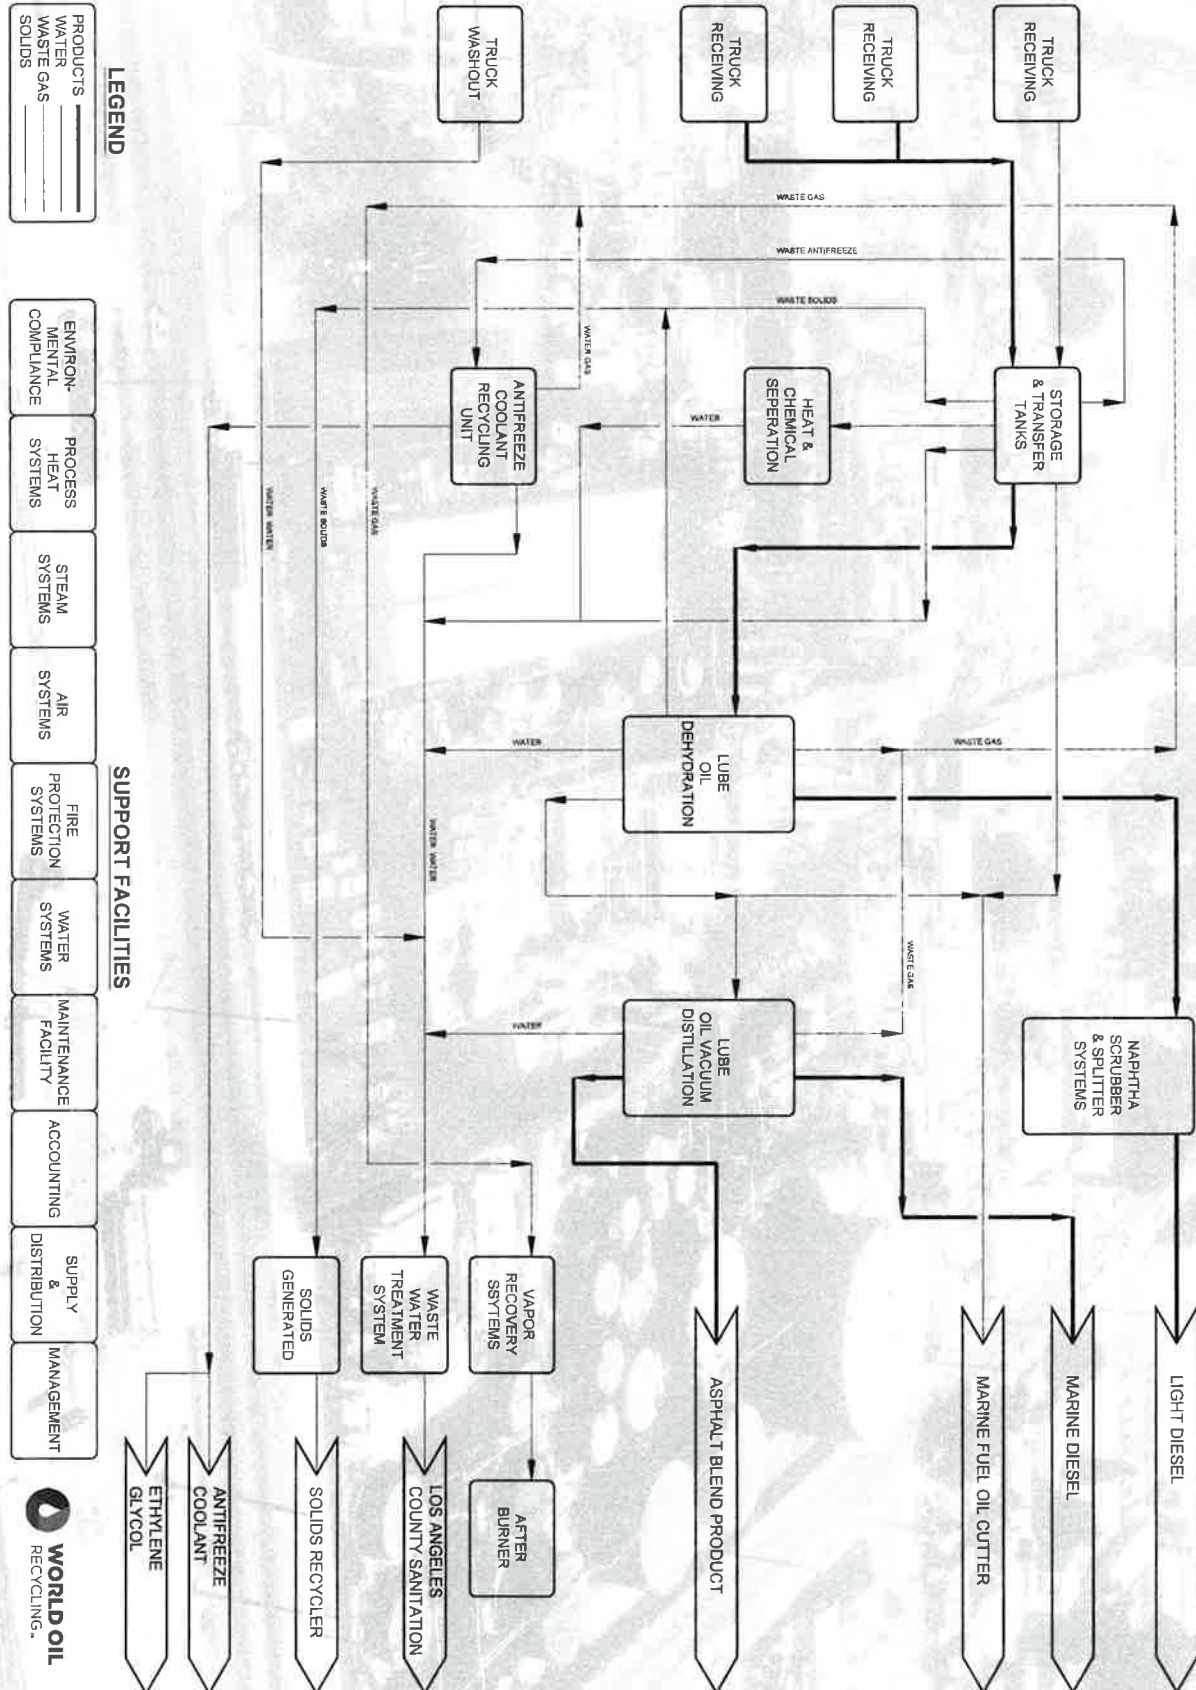 TRUCK
RECEIVING
TRUCK
RECEIVING
TRUCK
RECEIVING
TRUCK
WASHOUT
WASTE GAS
WASTE ANTIFREEZE
WASTE SOLIDS
WATER GAS
STORAGE
& TRANSFER
TANKS
HEAT &
CHEMICAL
SEPERATION
WATER
ANTIFREEZE
COOLANT
RECYCLING
UNIT
WASTE GAS
WASTE SOLIDS
WATER WATER
LUBE
OIL
DEHYDRATION
WASTE GAS
WATER
WATER WATER
WASTE GAS
LUBE
OIL VACUUM
DISTILLATION
WATER
NAPHTHA
SCRUBBER
& SPLITTER
SYSTEMS
VAPOR
RECOVERY
SSYTEMS
WASTE
WATER
TREATMENT
SYSTEM
SOLIDS
GENERATED
LIGHT DIESEL
MARINE DIESEL
MARINE FUEL OIL CUTTER
ASPHALT BLEND PRODUCT
AFTER
BURNER
LOS ANGELES
COUNTY SANITATION
SOLIDS RECYCLER
ANTIFREEZE
COOLANT
ETHYLENE
GLYCOL
LEGEND
PRODUCTS
WATER
WASTE GAS
SOLIDS
SUPPORT FACILITIES
ENVIRON-
MENTAL
COMPLIANCE
PROCESS
HEAT
SYSTEMS
STEAM
SYSTEMS
AIR
SYSTEMS
FIRE
PROTECTION
SYSTEMS
WATER
SYSTEMS
MAINTENANCE
FACILITY
ACCOUNTING
SUPPLY
&
DISTRIBUTION
MANAGEMENT
WORLD OIL
RECYCLING